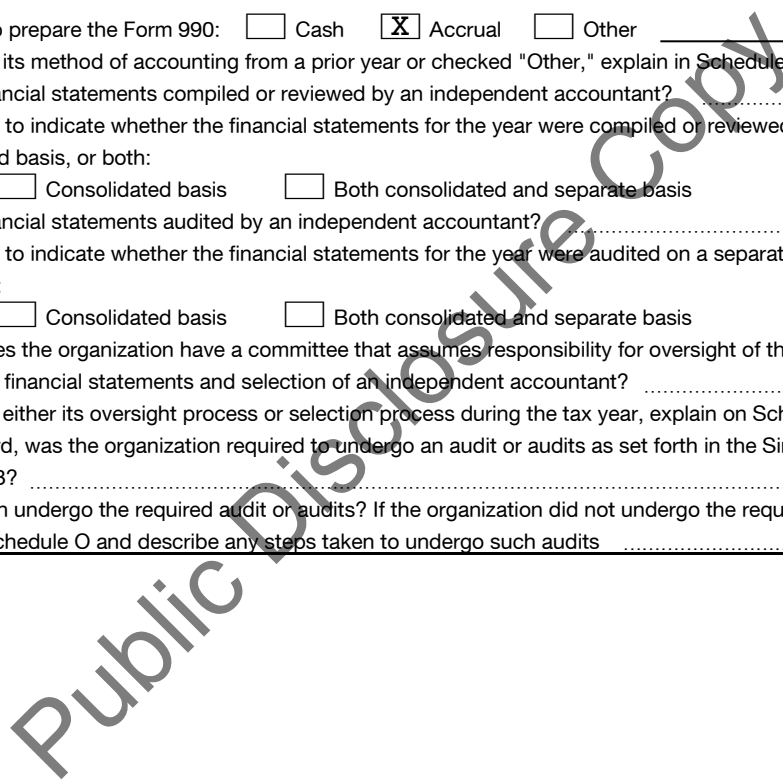 prepare the Form 990: Cash X Accrual Other
its method of accounting from a prior year or checked "Other," explain in Schedule
ancial statements compiled or reviewed by an independent accountant?
to indicate whether the financial statements for the year were compiled or reviewed
d basis, or both:
Consolidated basis Both consolidated and separate basis
ancial statements audited by an independent accountant?
to indicate whether the financial statements for the year were audited on a separat
:
Consolidated basis Both consolidated and separate basis
es the organization have a committee that assumes responsibility for oversight of th
financial statements and selection of an independent accountant?
either its oversight process or selection process during the tax year, explain on Sch
rd, was the organization required to undergo an audit or audits as set forth in the Si
3?
n undergo the required audit or audits? If the organization did not undergo the requ
chedule O and describe any steps taken to undergo such audits
Public Disclosure Copy